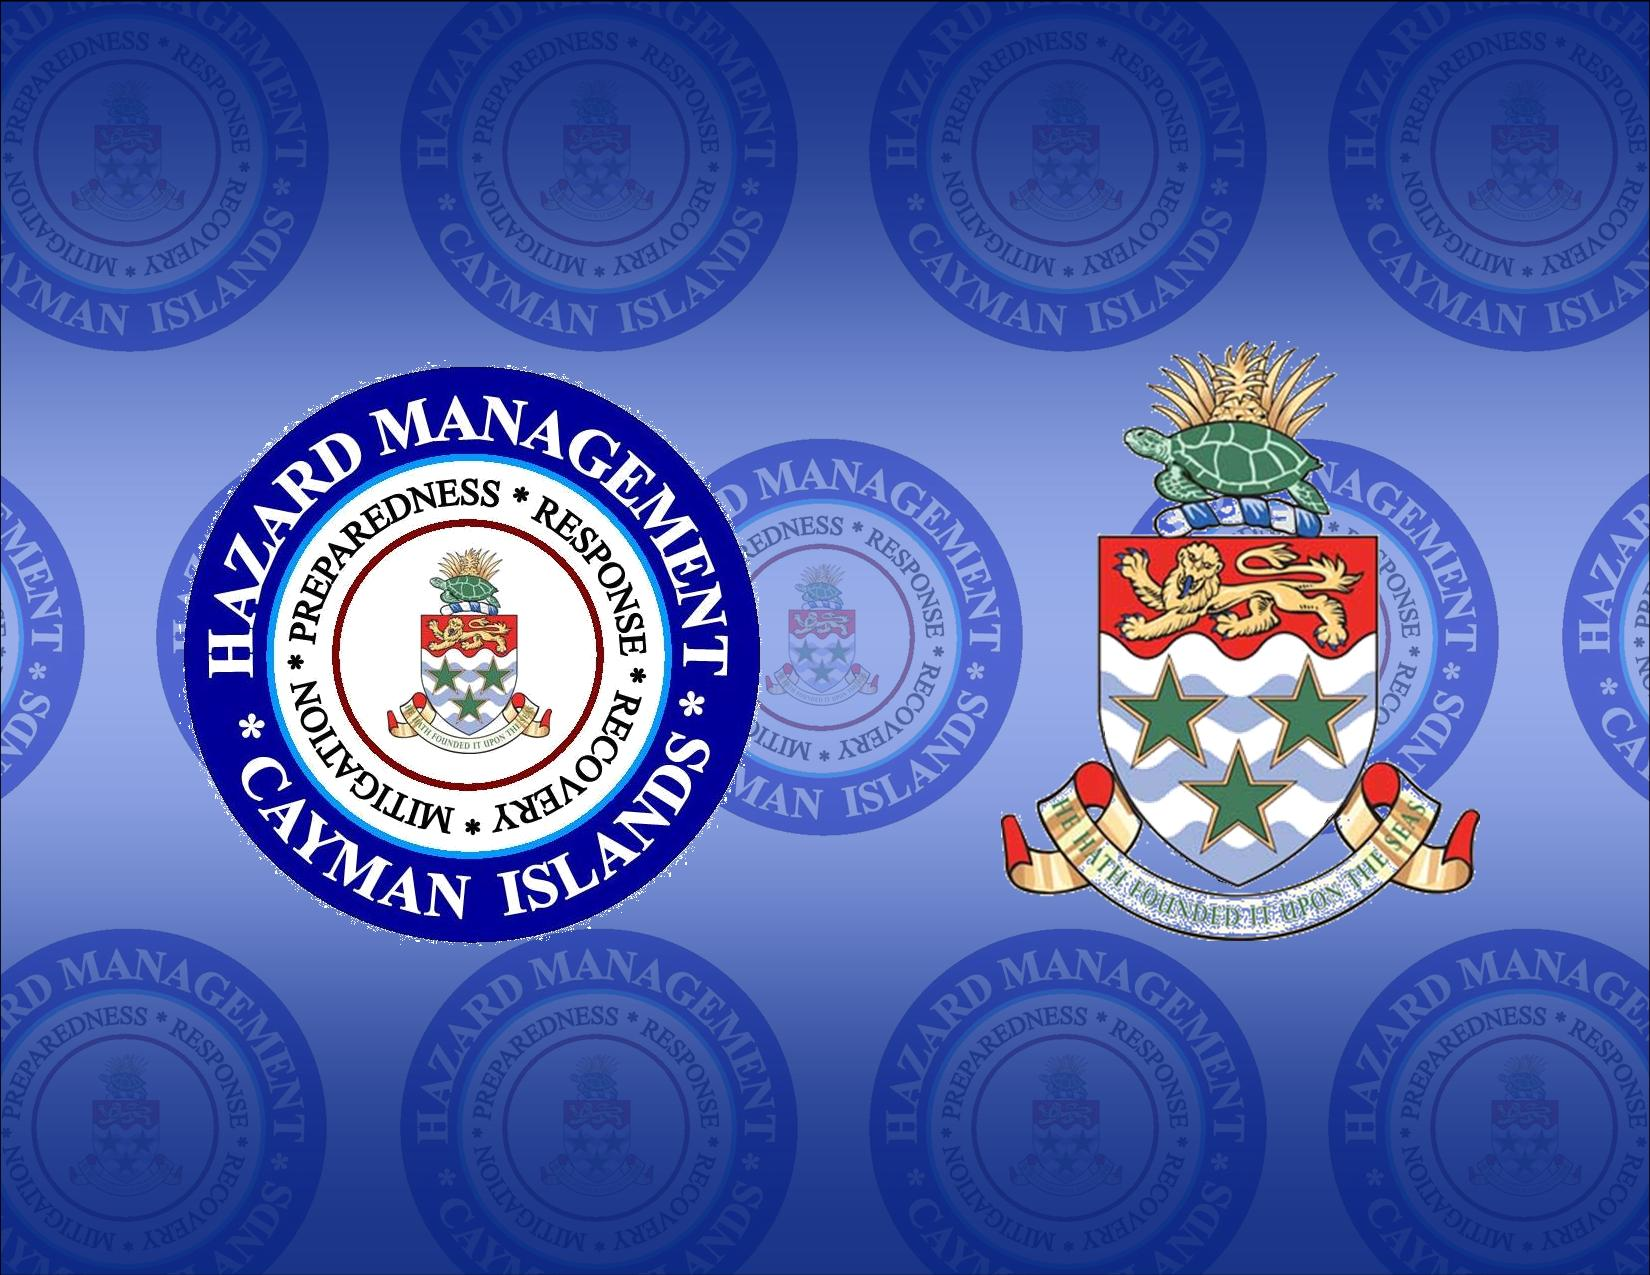 HAZARD MANAGEMENT
* CAYMAN ISLANDS *
* PREPAREDNESS * RESPONSE * RECOVERY * MITIGATION
HE HATH FOUNDED IT UPON THE SEAS